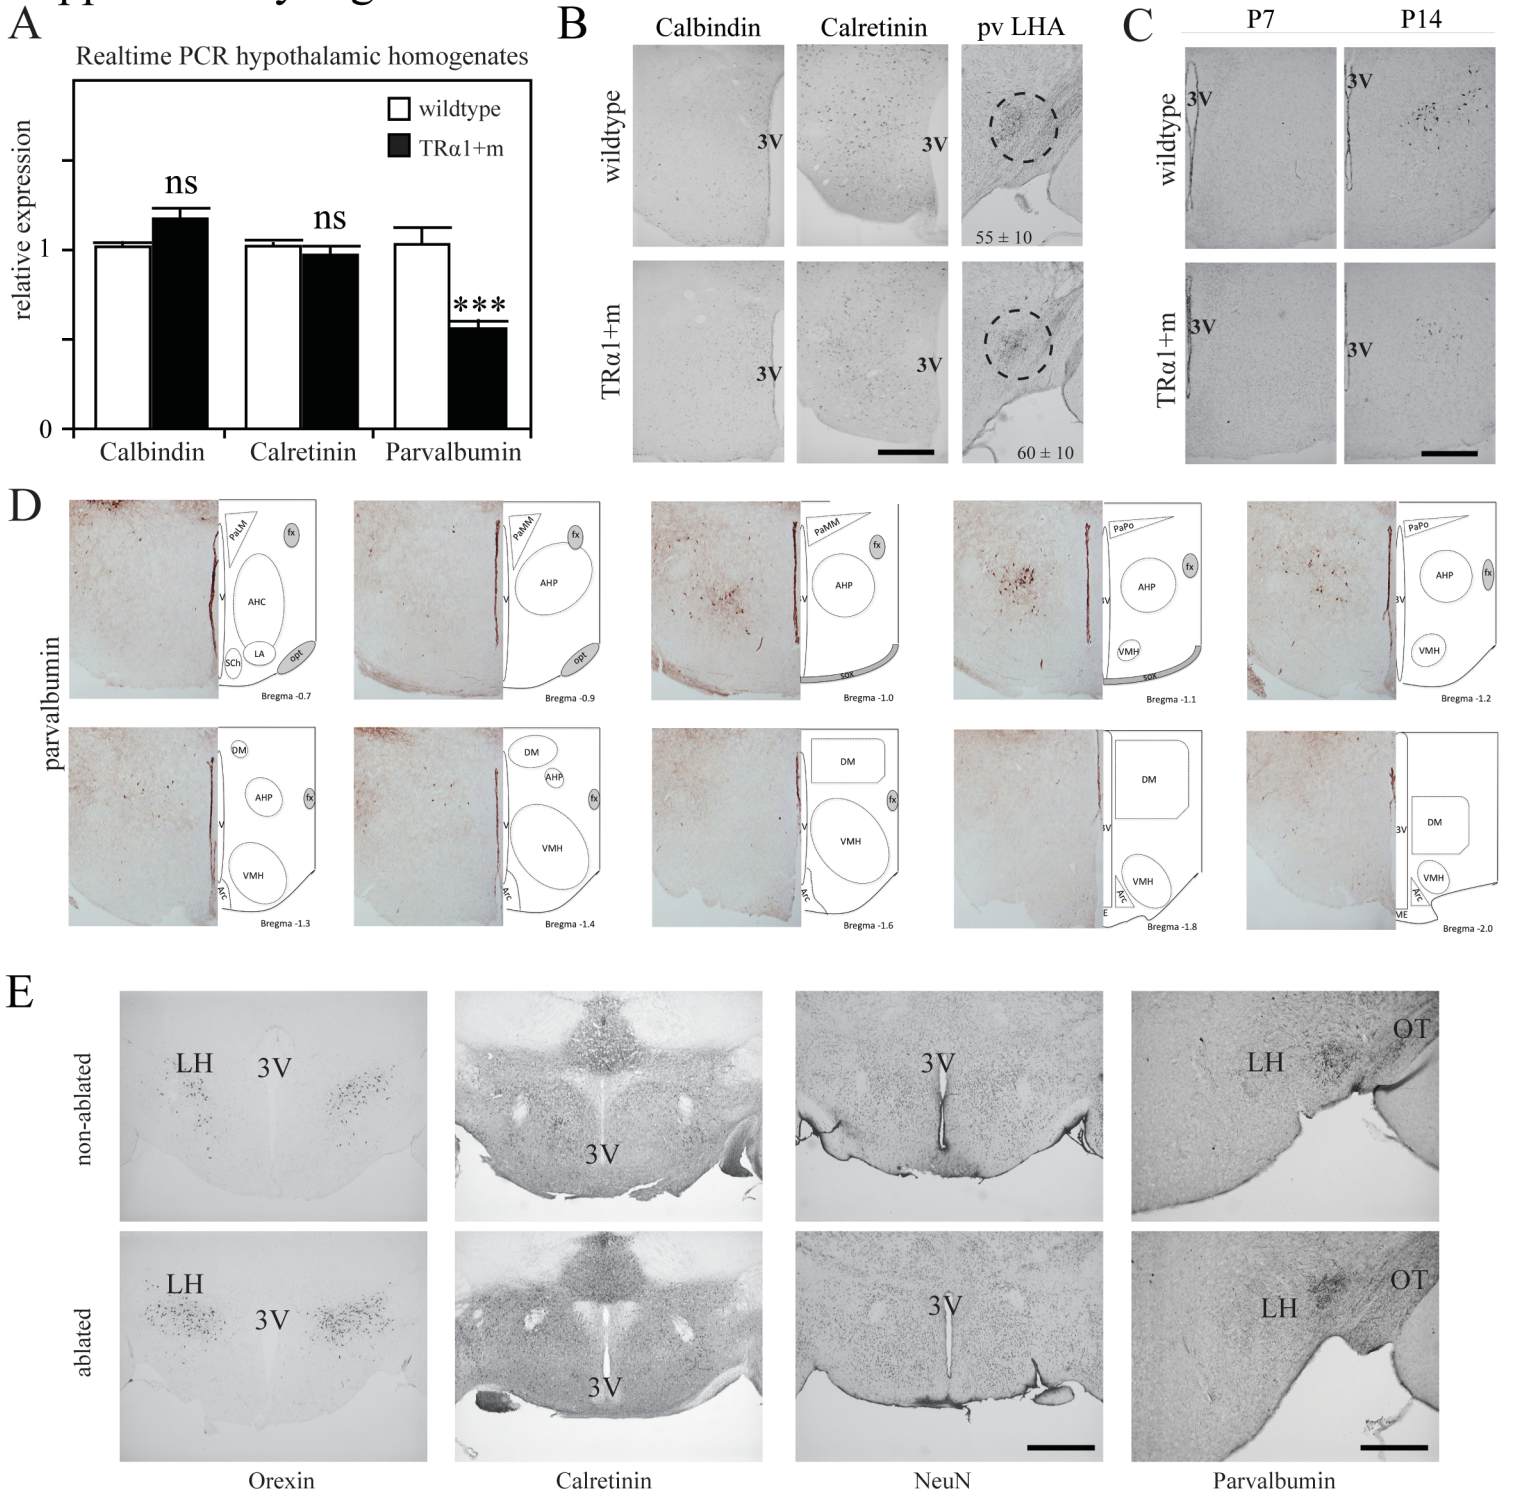 A
Realtime PCR hypothalamic homogenates
relative expression
wildtype
TRα1+m
ns
ns
***
1
0
Calbindin Calretinin Parvalbumin
B
Calbindin Calretinin pv LHA
wildtype
3V 3V
55 ± 10
TRα1+m
3V 3V
60 ± 10
C
P7 P14
wildtype
3V 3V
TRα1+m
3V 3V
D
parvalbumin
PaLM fx AHC V SCh LA opt
Bregma -0.7
PaMM fx AHP V opt
Bregma -0.9
PaMM fx AHP 3V sox
Bregma -1.0
PaPo fx AHP 3V VMH sox
Bregma -1.1
PaPo fx AHP 3V VMH
Bregma -1.2
DM AHP fx V VMH Arc
Bregma -1.3
DM AHP fx V VMH Arc
Bregma -1.4
DM fx V VMH Arc
Bregma -1.6
DM 3V VMH Arc E
Bregma -1.8
3V DM VMH Arc ME
Bregma -2.0
E
non-ablated
LH 3V
3V
3V
LH OT
ablated
LH 3V
3V
3V
LH OT
Orexin Calretinin NeuN Parvalbumin